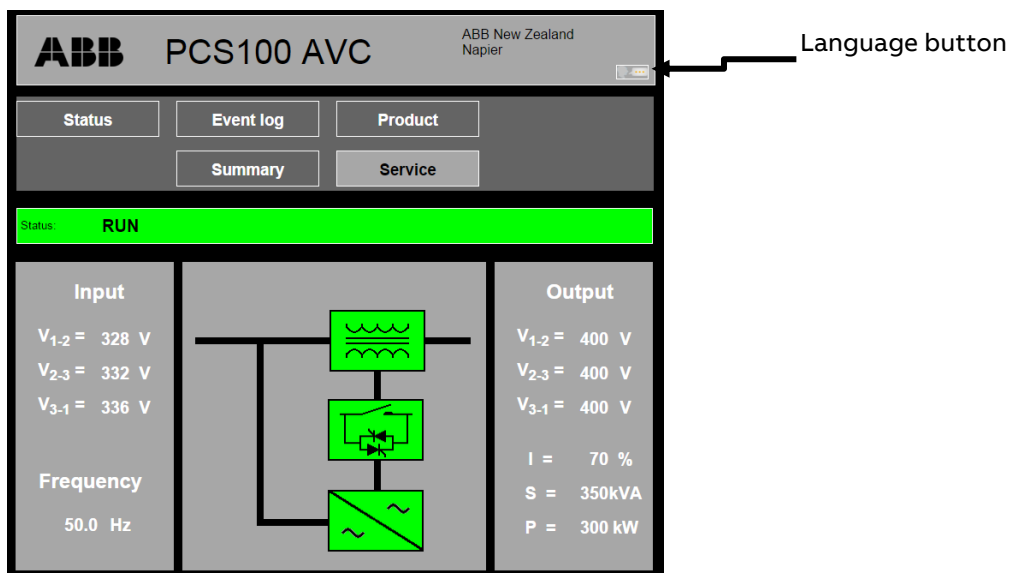 ABB PCS100 AVC
ABB New Zealand
Napier
Language button
Status Event log Product
Summary Service
Status: RUN
Input
V1-2 = 328 V
V2-3 = 332 V
V3-1 = 336 V
Frequency
50.0 Hz
Output
V1-2 = 400 V
V2-3 = 400 V
V3-1 = 400 V
I = 70 %
S = 350kVA
P = 300 kW